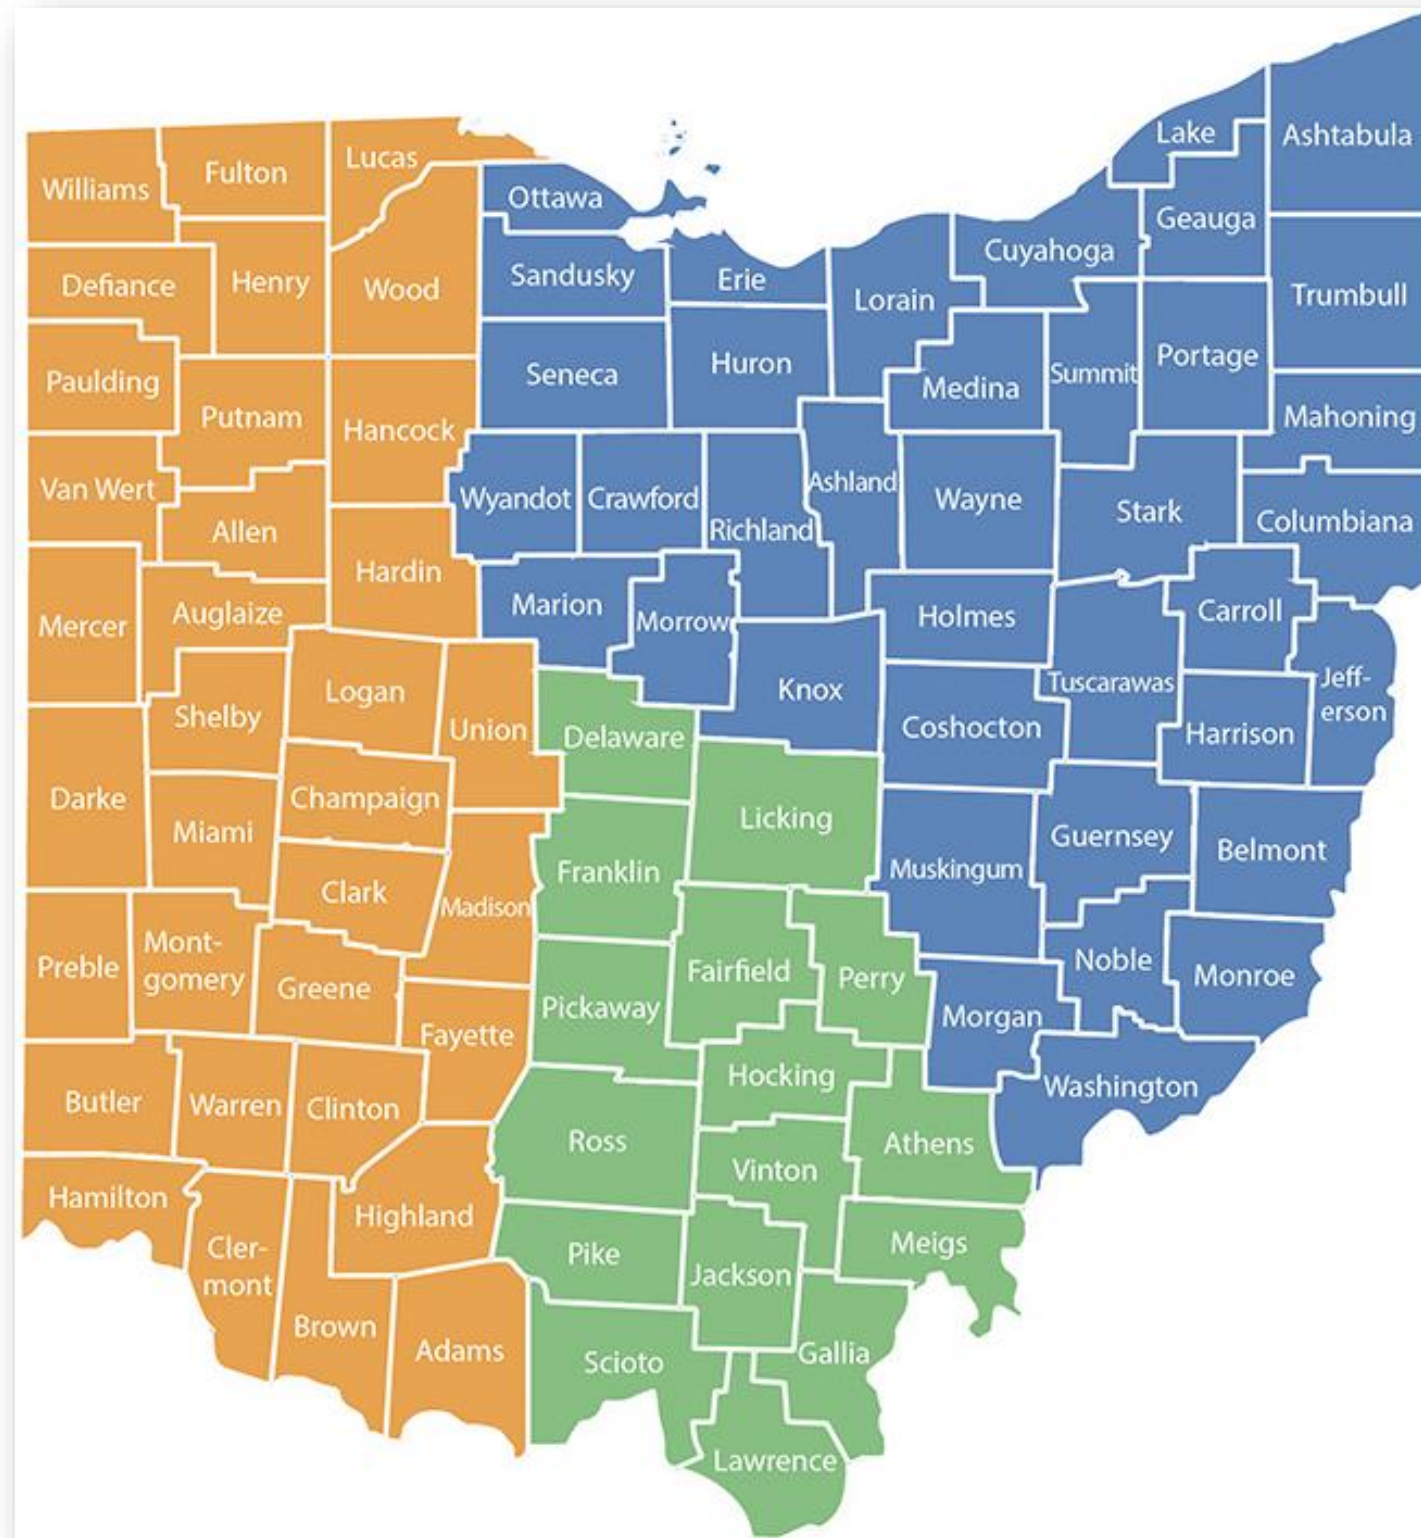 Lake
Ashtabula
Lucas
Fulton
Williams
Ottawa
Geauga
Cuyahoga
Sandusky
Erie
Henry
Defiance
Wood
Lorain
Trumbull
Huron
Portage
Seneca
Summit
Paulding
Medina
Putnam
Mahoning
Hancock
Ashland
Van Wert
Wyandot
Crawford
Wayne
Stark
Columbiana
Richland
Allen
Hardin
Marion
Carroll
Auglaize
Holmes
Morrow
Mercer
Jeff-
erson
Tuscarawas
Knox
Logan
Shelby
Union
Coshocton
Harrison
Delaware
Darke
Champaign
Licking
Miami
Guernsey
Belmont
Muskingum
Franklin
Clark
Madison
Mont-
gomery
Preble
Noble
Fairfield
Monroe
Perry
Greene
Pickaway
Morgan
Fayette
Hocking
Washington
Butler
Warren
Clinton
Ross
Athens
Vinton
Hamilton
Highland
Meigs
Cler-
mont
Pike
Jackson
Brown
Adams
Gallia
Scioto
Lawrence